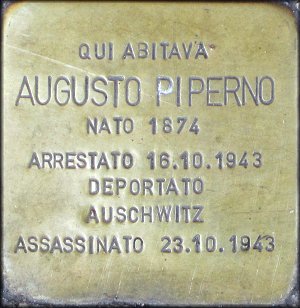 QUI ABITAVA
AUGUSTO PIPERNO
NATO 1874
ARRESTATO 16.10.1943
DEPORTATO
AUSCHWITZ
ASSASSINATO 23.10.1943